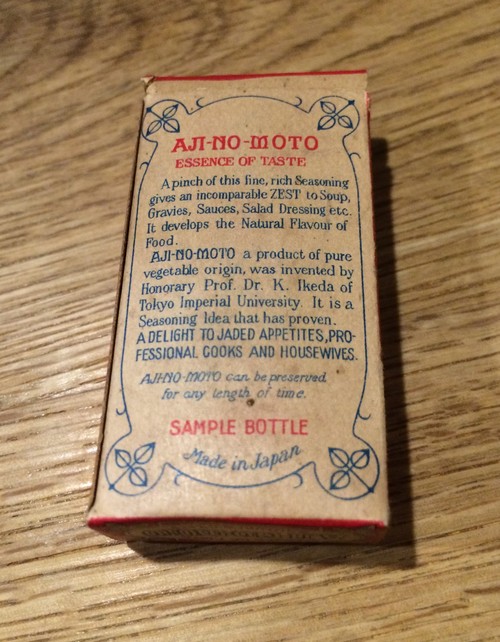 AJI-NO-MOTO
ESSENCE OF TASTE
A pinch of this fine, rich Seasoning
gives an incomparable ZEST to Soup,
Gravies, Sauces, Salad Dressing etc.
It develops the Natural Flavour of
Food.
AJI-NO-MOTO a product of pure
vegetable origin, was invented by
Honorary Prof. Dr. K. Ikeda of
Tokyo Imperial University. It is a
Seasoning Idea that has proven.
A DELIGHT TO JADED APPETITES, PRO-
FESSIONAL COOKS AND HOUSEWIVES.
AJI-NO-MOTO can be preserved
for any length of time.
SAMPLE BOTTLE
Made in Japan